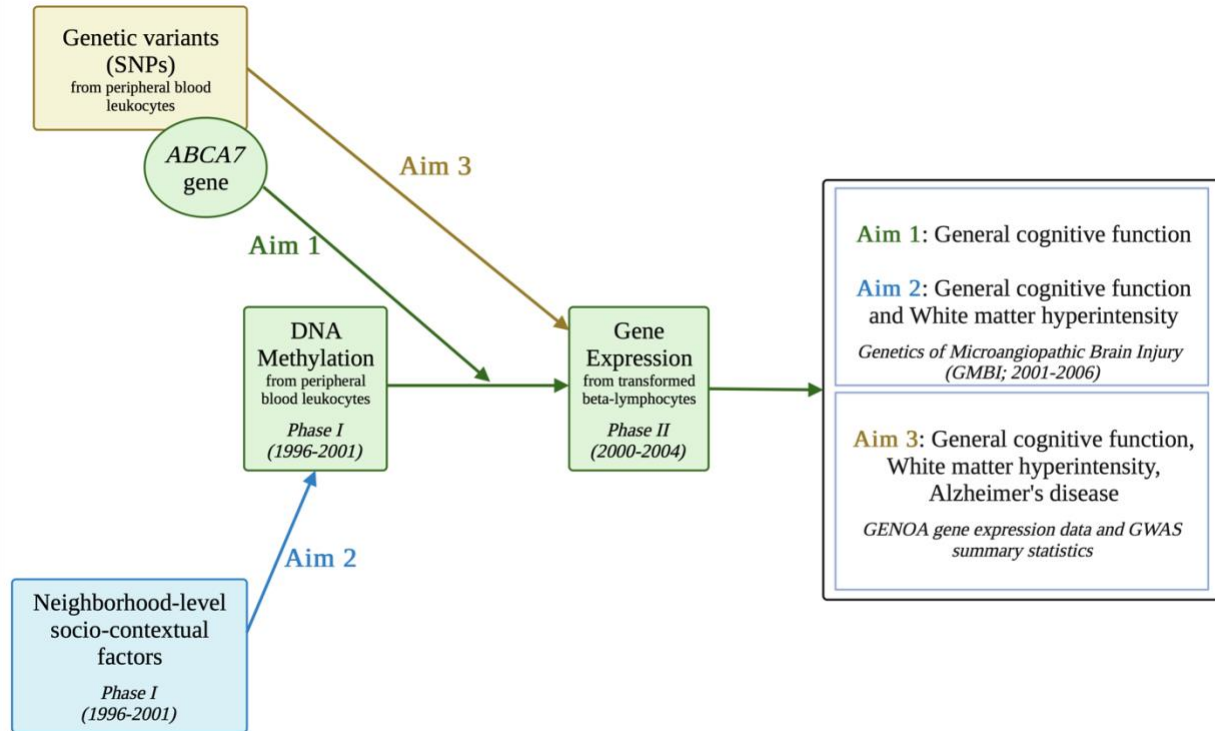 Genetic variants
(SNPs)
from peripheral blood
leukocytes
ABCA7
gene
Aim 3
Aim 1
DNA
Methylation
from peripheral
blood leukocytes
Phase I
(1996-2001)
Gene
Expression
from transformed
beta-lymphocytes
Phase II
(2000-2004)
Aim 2
Neighborhood-level
socio-contextual
factors
Phase I
(1996-2001)
Aim 1: General cognitive function
Aim 2: General cognitive function
and White matter hyperintensity
Genetics of Microangiopathic Brain Injury
(GMBI; 2001-2006)
Aim 3: General cognitive function,
White matter hyperintensity,
Alzheimer's disease
GENOA gene expression data and GWAS
summary statistics